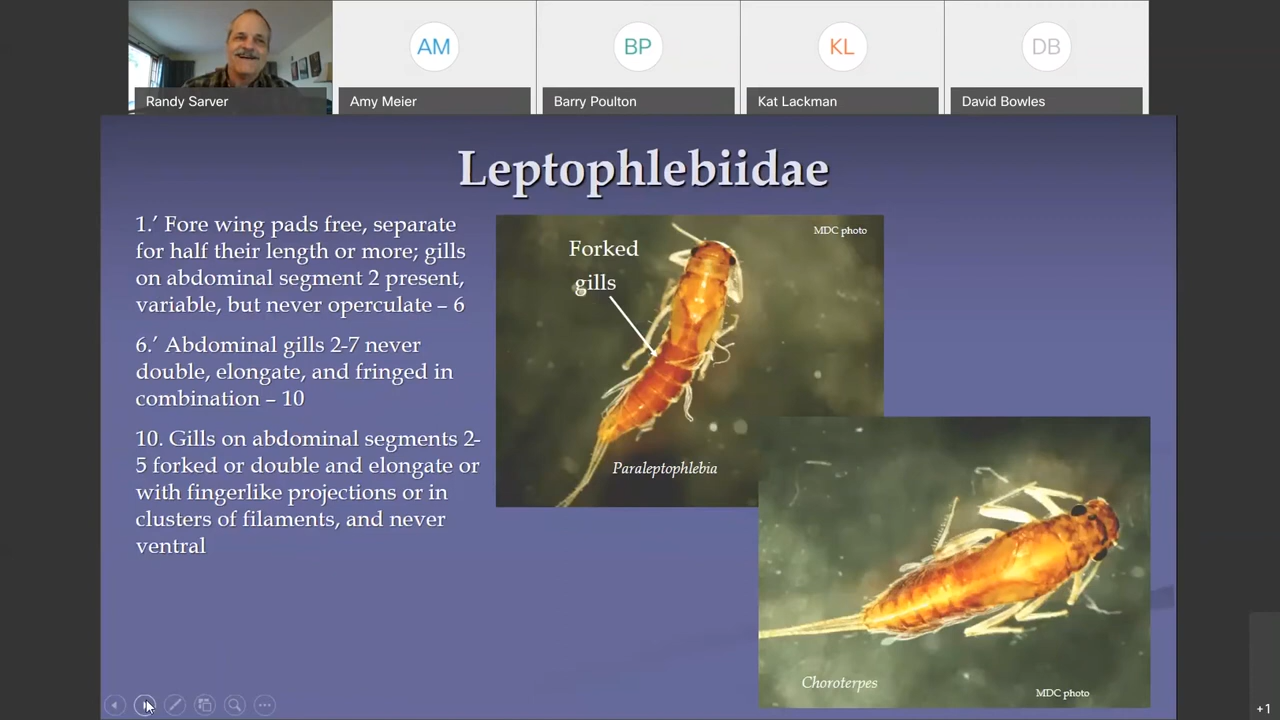 AM
BP
KL
DB
Randy Sarver
Amy Meier
Barry Poulton
Kat Lackman
David Bowles
Leptophlebiidae
1.’ Fore wing pads free, separate
for half their length or more; gills
on abdominal segment 2 present,
variable, but never operculate – 6
6.’ Abdominal gills 2-7 never
double, elongate, and fringed in
combination – 10
10. Gills on abdominal segments 2-
5 forked or double and elongate or
with fingerlike projections or in
clusters of filaments, and never
ventral
MDC photo
Forked
gills
Paraleptophlebia
Choroterpes
MDC photo
+1